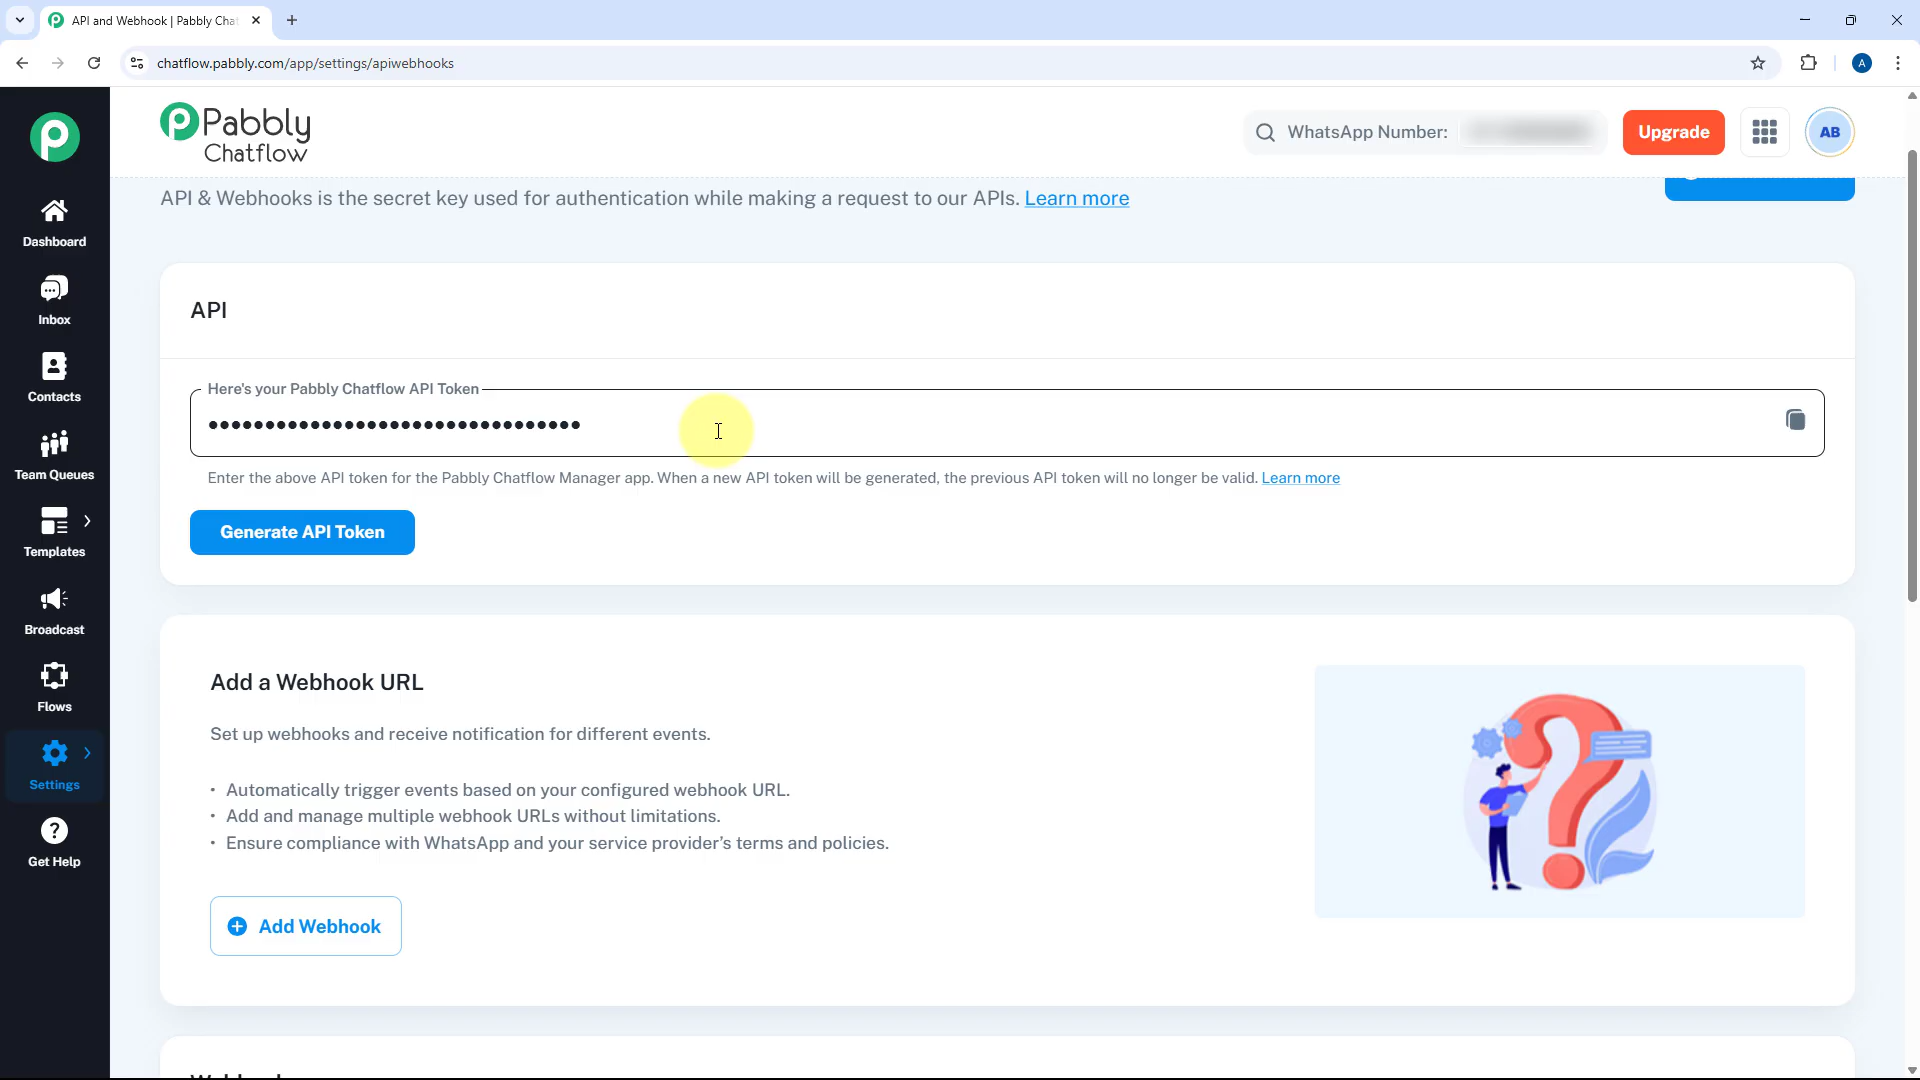 API and Webhook | Pabbly Cha
chatflow.pabbly.com/app/settings/apiwebhooks
A
Pabbly
Chatflow
WhatsApp Number:
Upgrade
AB
API & Webhooks is the secret key used for authentication while making a request to our APIs. Learn more
Dashboard
Inbox
Contacts
Team Queues
Templates
Broadcast
Flows
Settings
Get Help
API
Here's your Pabbly Chatflow API Token
••••••••••••••••••••••••••••••••
Enter the above API token for the Pabbly Chatflow Manager app. When a new API token will be generated, the previous API token will no longer be valid. Learn more
Generate API Token
Add a Webhook URL
Set up webhooks and receive notification for different events.
• Automatically trigger events based on your configured webhook URL.
• Add and manage multiple webhook URLs without limitations.
• Ensure compliance with WhatsApp and your service provider's terms and policies.
Add Webhook